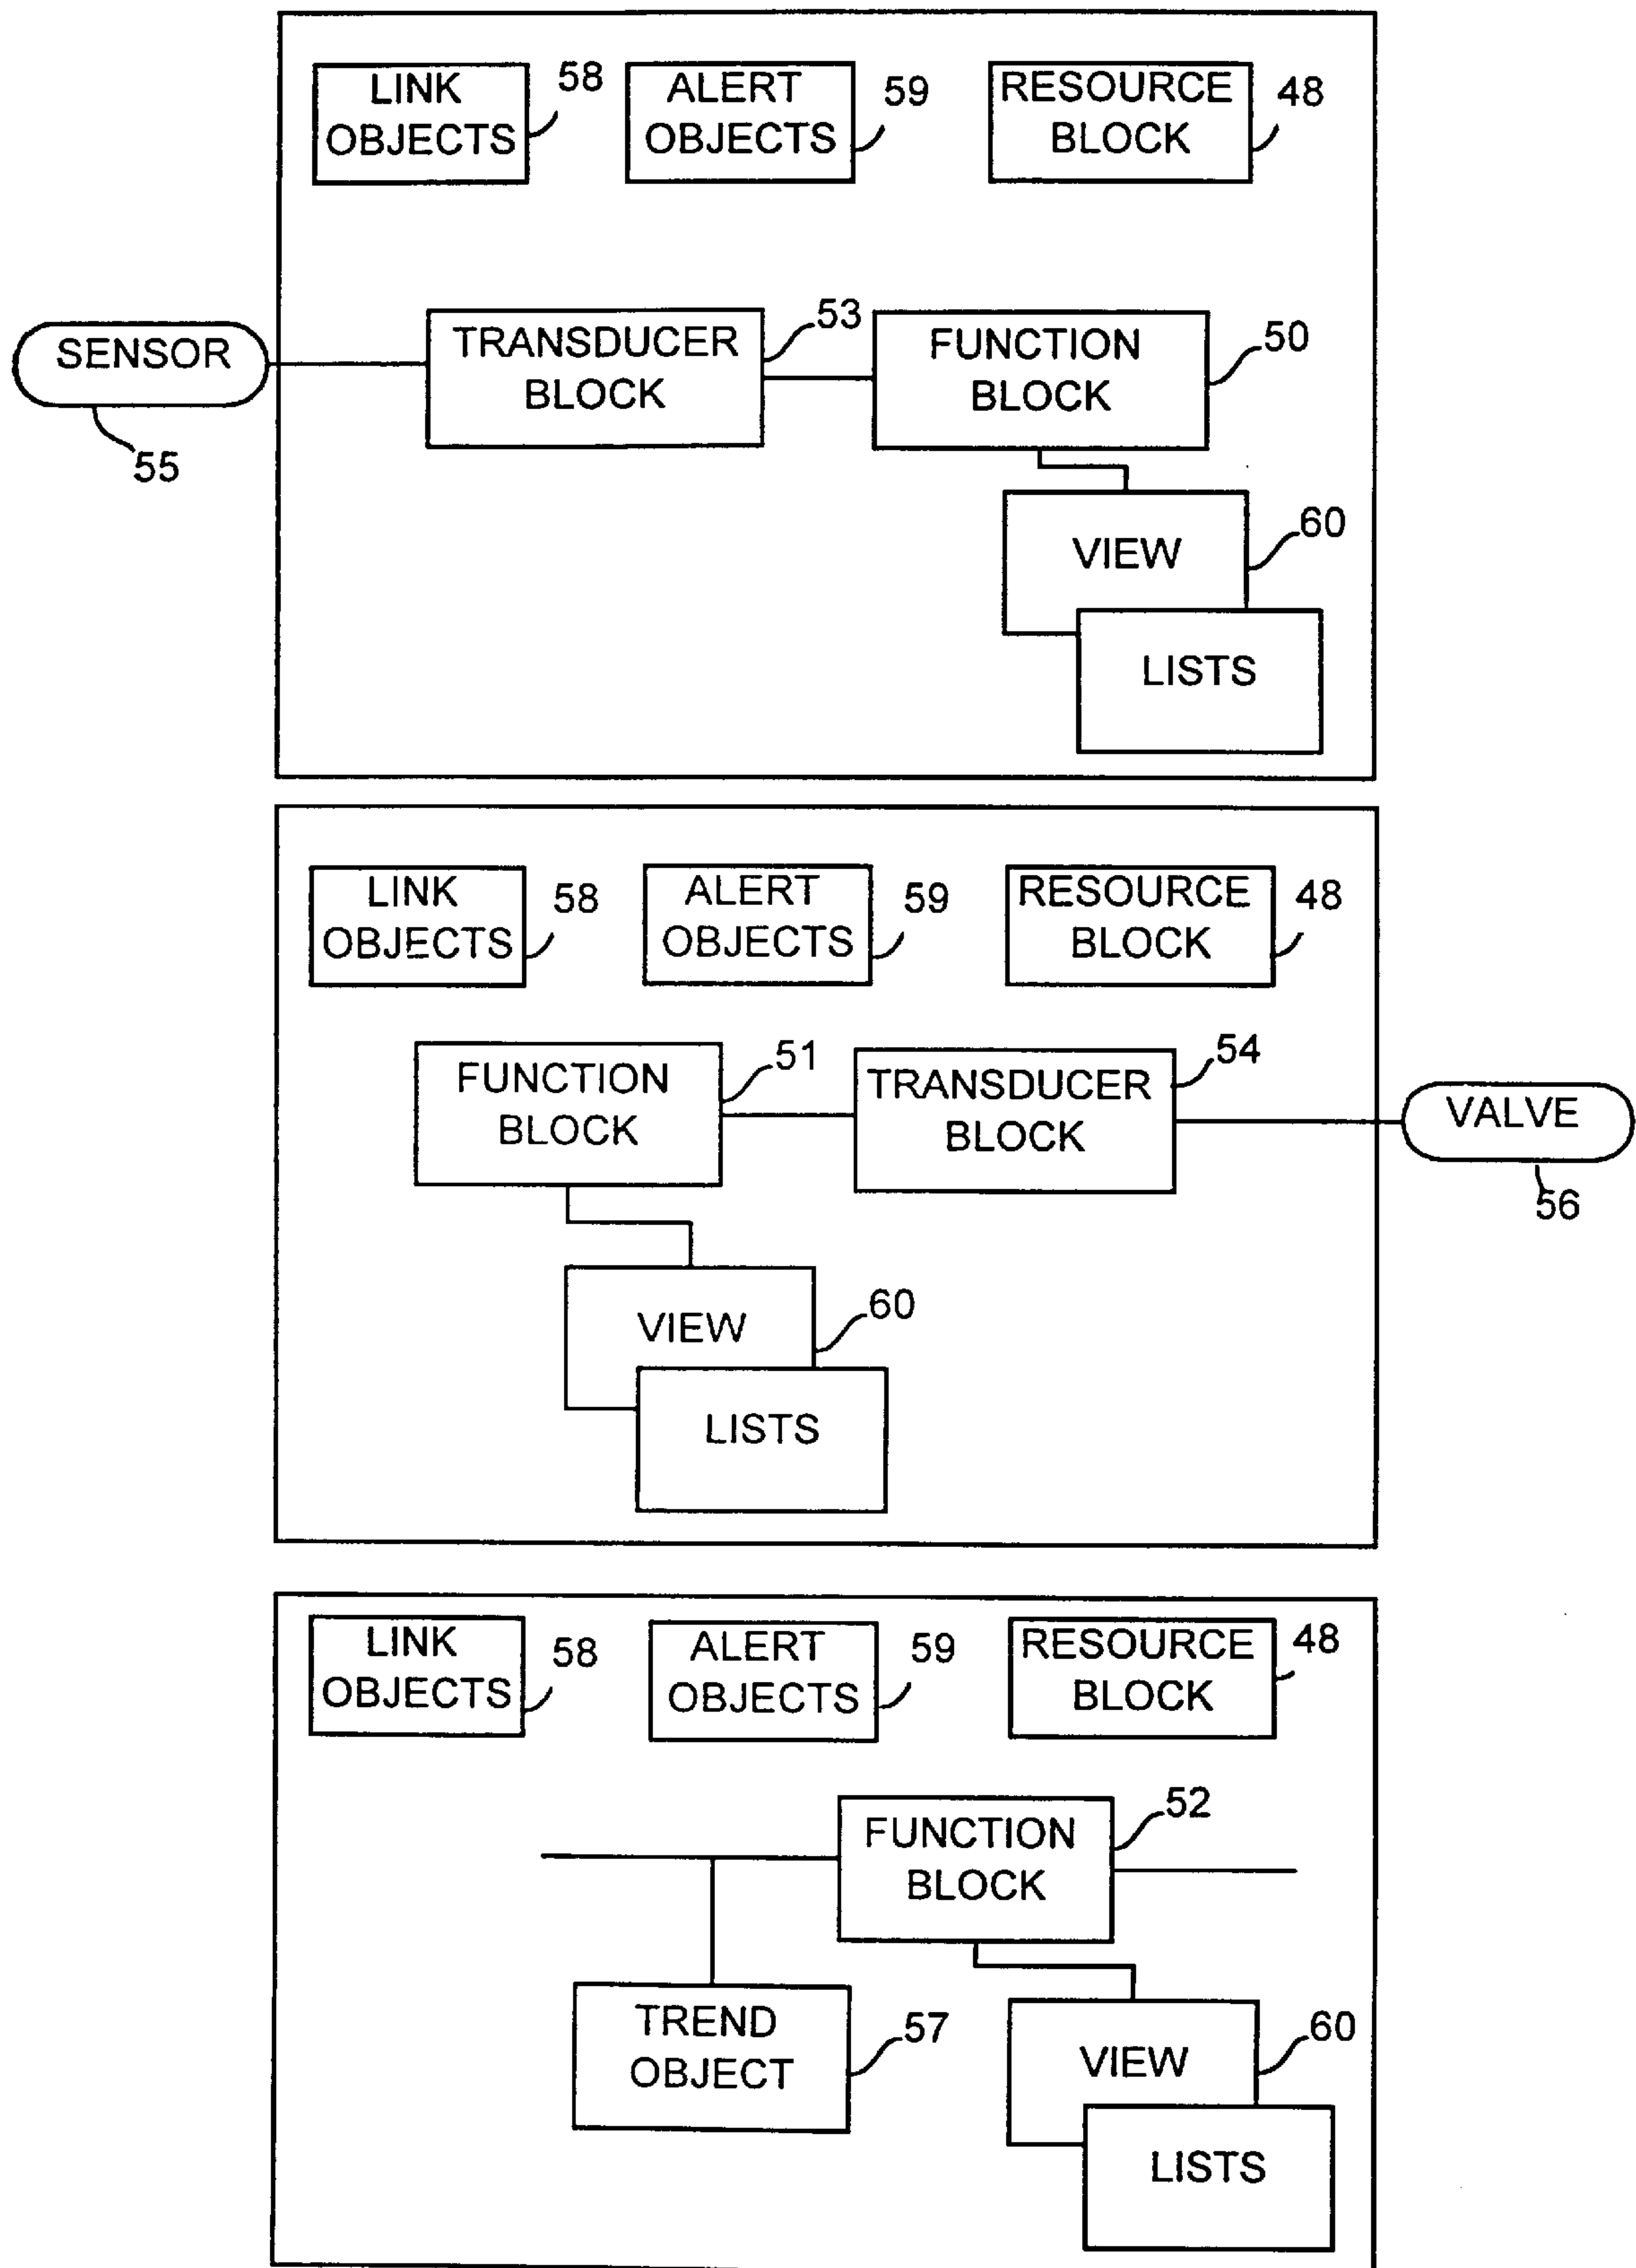 LINK
OBJECTS
58
ALERT
OBJECTS
59
RESOURCE
BLOCK
48
SENSOR
55
TRANSDUCER
BLOCK
53
FUNCTION
BLOCK
50
VIEW
60
LISTS
LINK
OBJECTS
58
ALERT
OBJECTS
59
RESOURCE
BLOCK
48
FUNCTION
BLOCK
51
TRANSDUCER
BLOCK
54
VALVE
56
VIEW
60
LISTS
LINK
OBJECTS
58
ALERT
OBJECTS
59
RESOURCE
BLOCK
48
FUNCTION
BLOCK
52
TREND
OBJECT
57
VIEW
60
LISTS